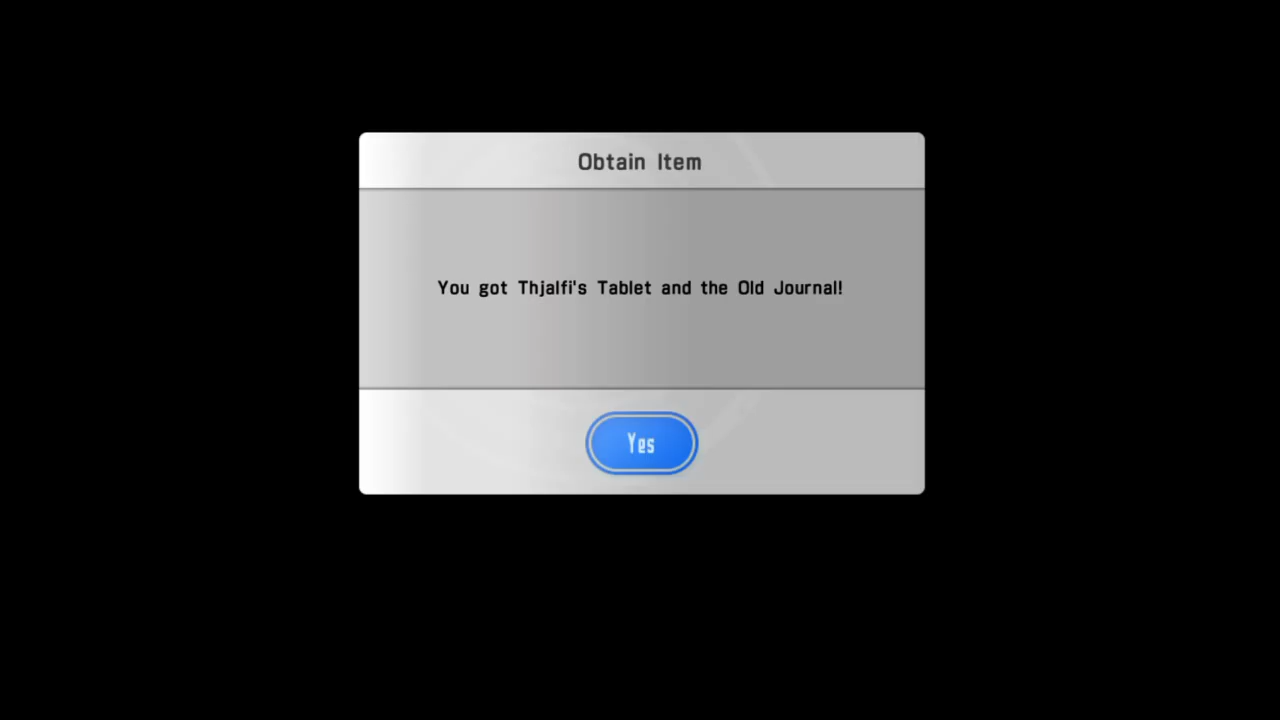 Obtain Item
You got Thjalfi's Tablet and the Old Journal!
Yes